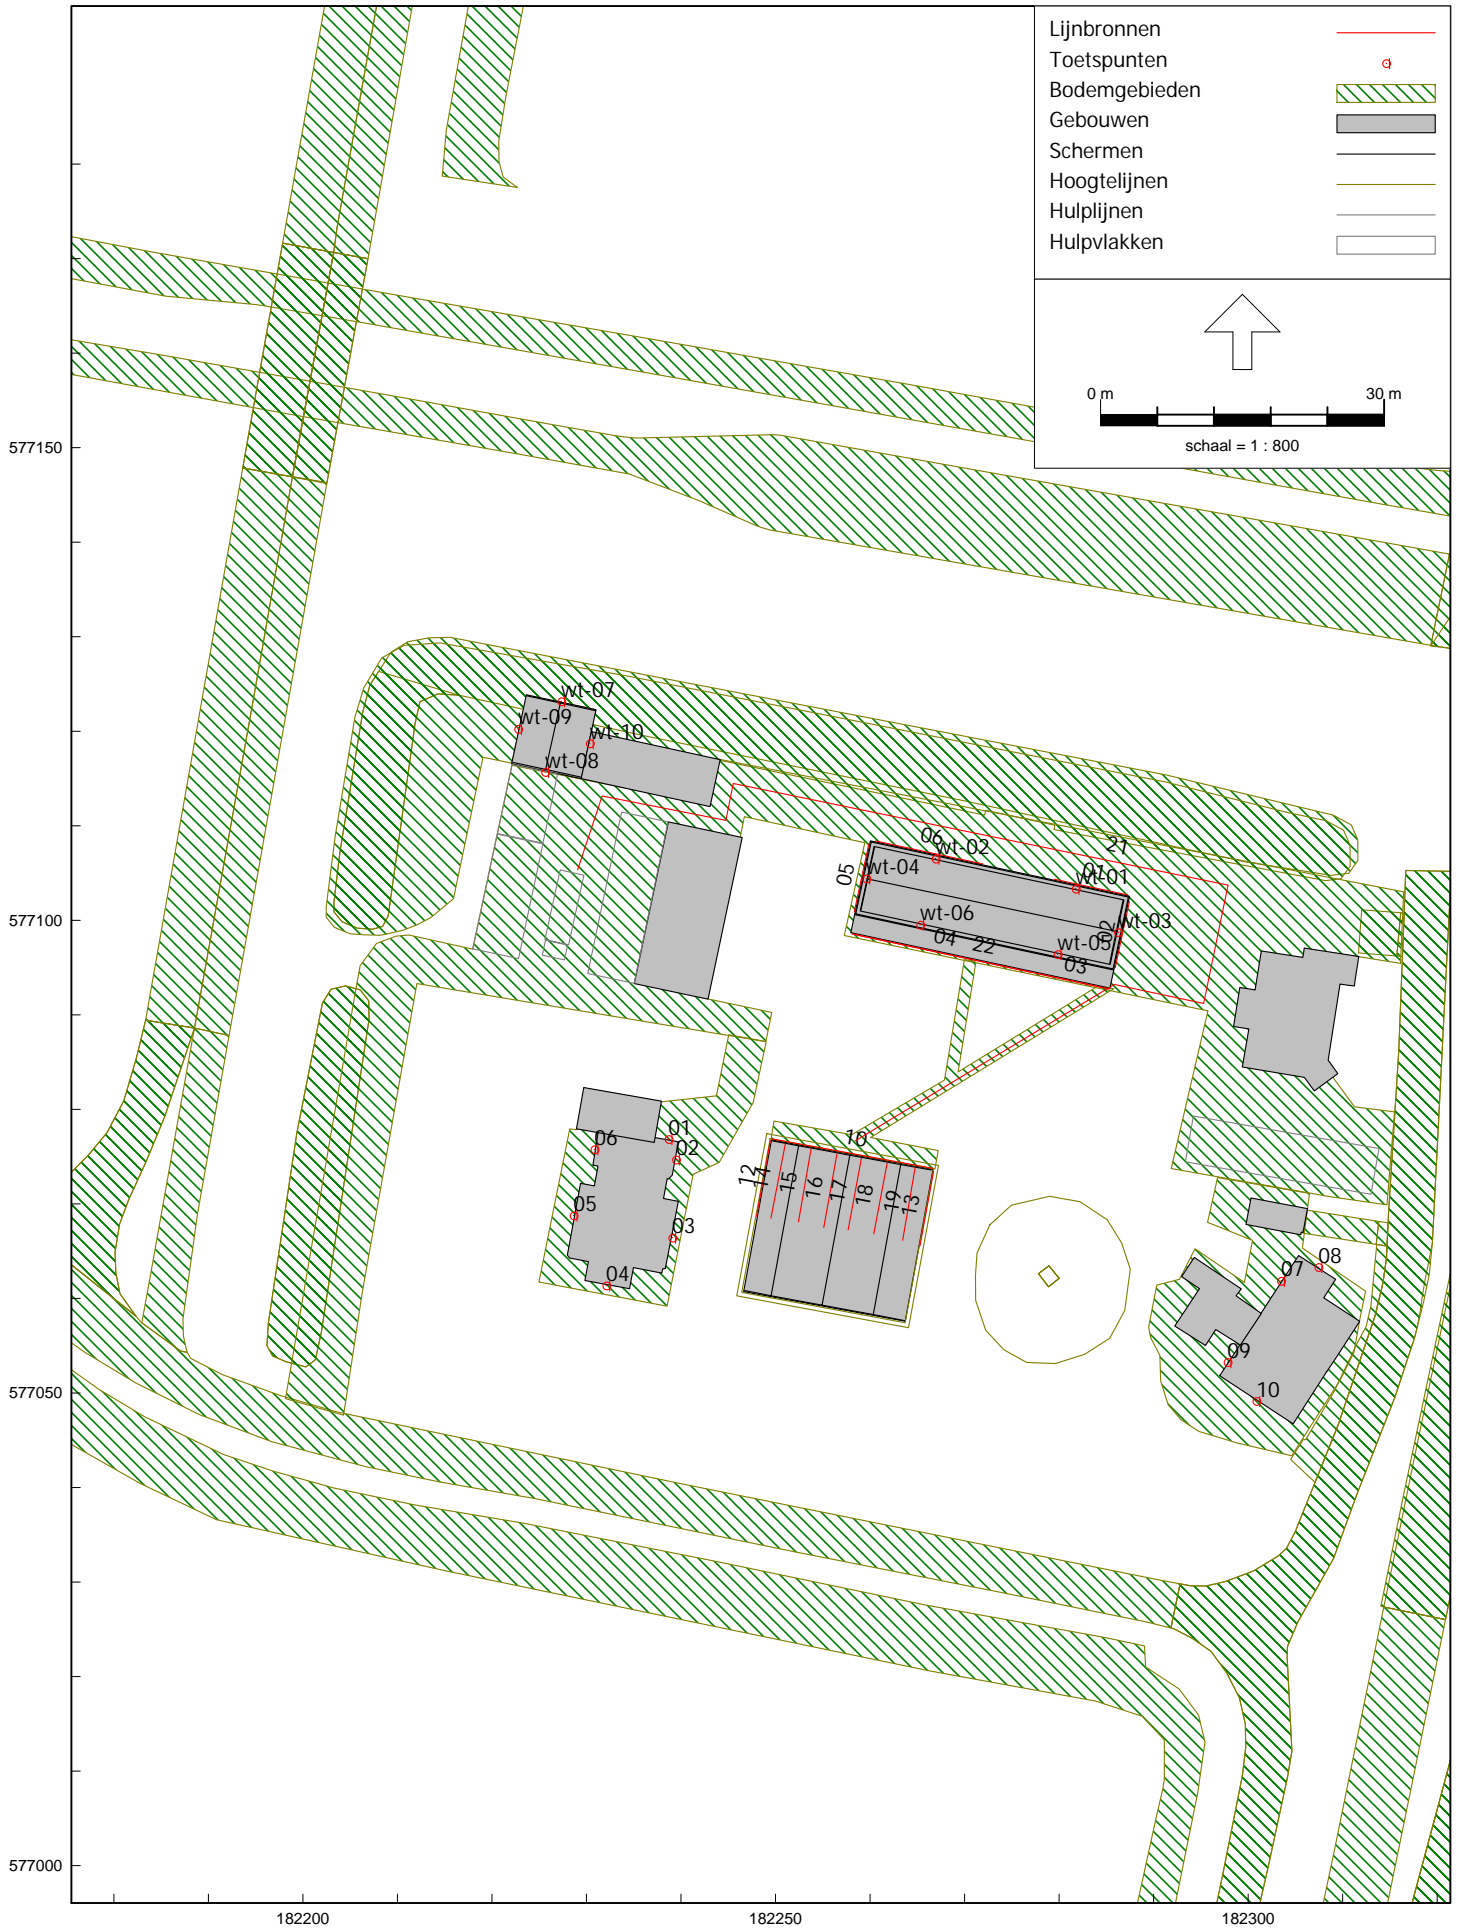 Lijnbronnen
Toetspunten
Bodemgebieden
Gebouwen
Schermen
Hoogtelijnen
Hulplijnen
Hulpvlakken
0 m 30 m
schaal = 1 : 800
577150
wt-07
wt-09
wt-10
wt-08
06
wt-02
21
01
wt-01
05
wt-04
577100
wt-06
02
wt-03
04
22
wt-05
03
01
02
06
10
12
14
15
16
17
18
19
13
05
03
04
08
07
09
10
577050
577000
182200 182250 182300